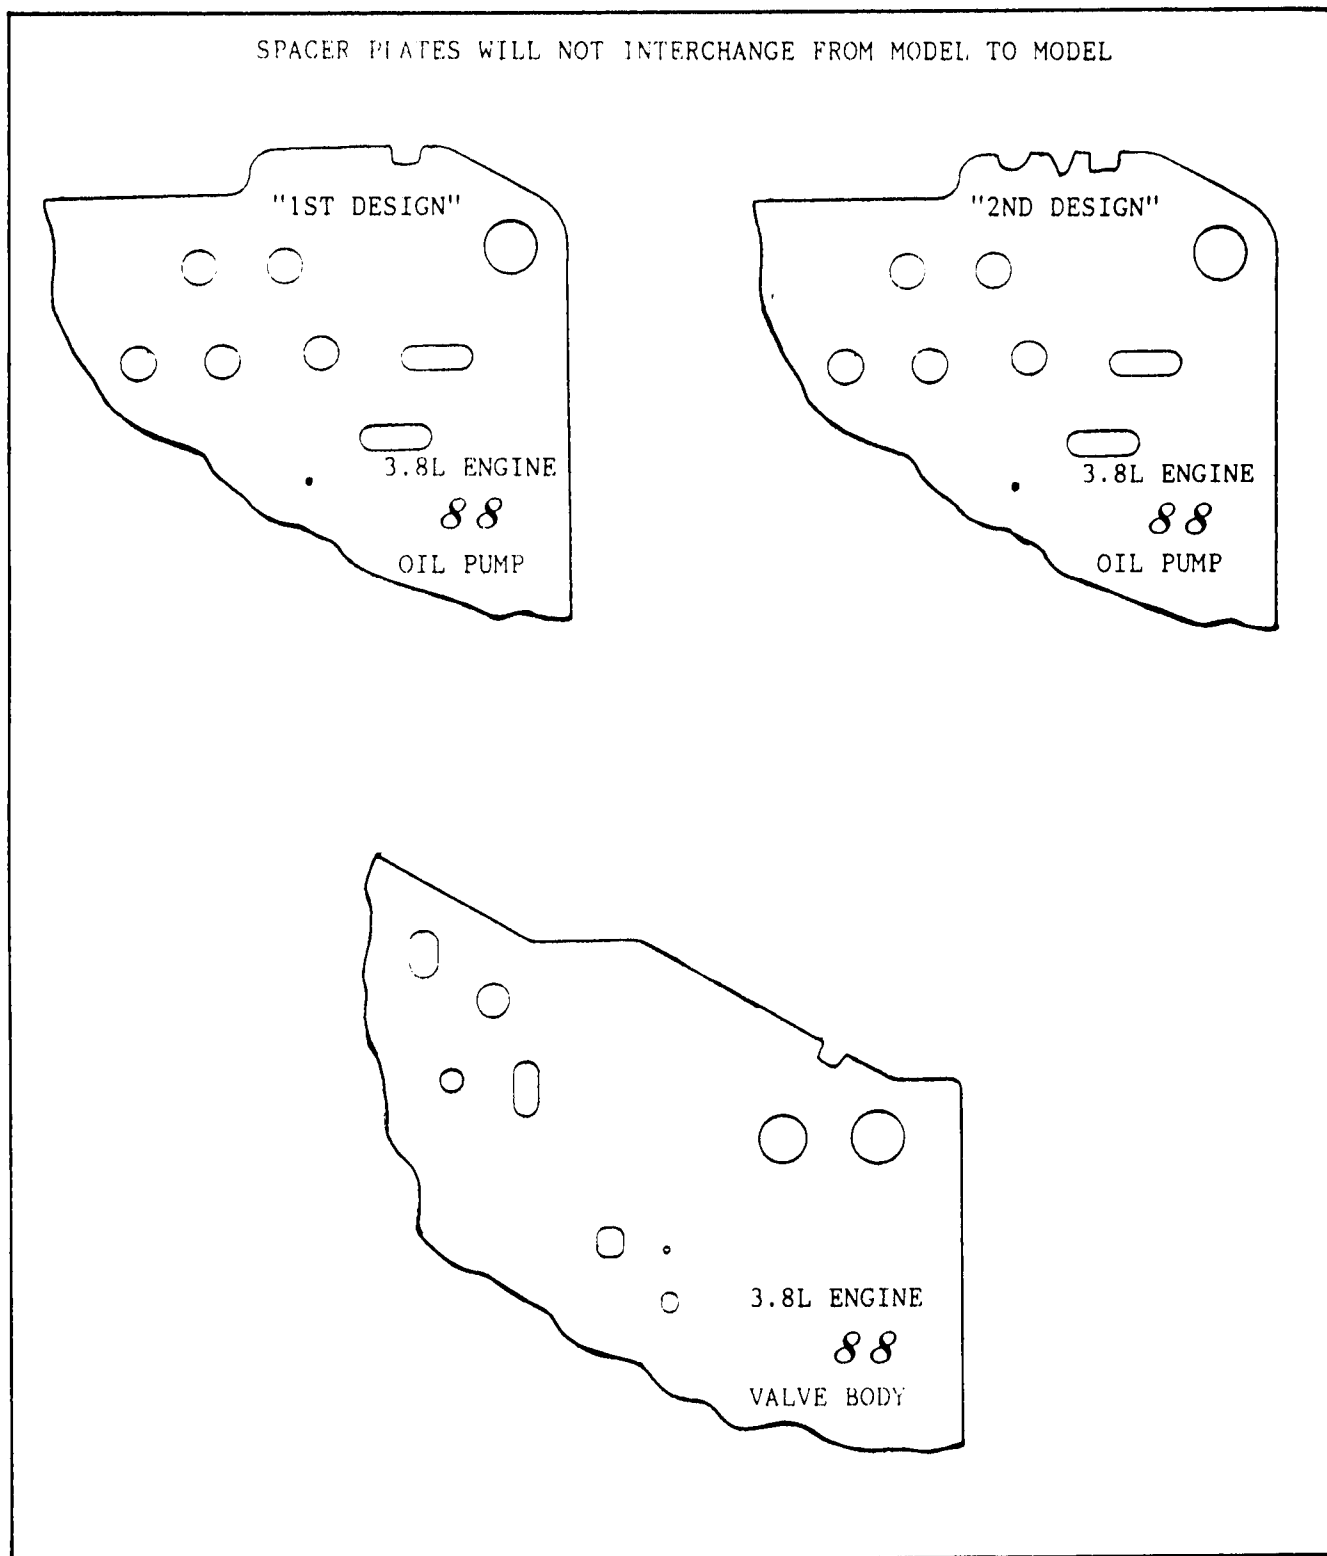 SPACER PLATES WILL NOT INTERCHANGE FROM MODEL TO MODEL
"1ST DESIGN"
3.8L ENGINE
88
OIL PUMP
"2ND DESIGN"
3.8L ENGINE
88
OIL PUMP
3.8L ENGINE
88
VALVE BODY